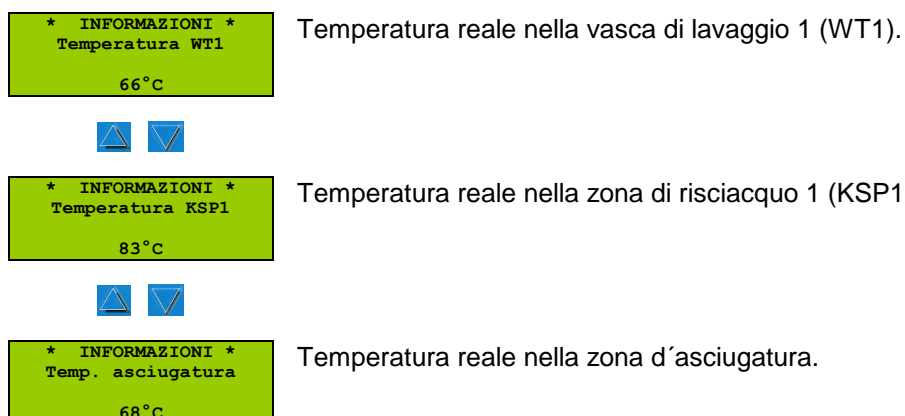 * INFORMAZIONI *
Temperatura WT1
66°C
Temperatura reale nella vasca di lavaggio 1 (WT1).
* INFORMAZIONI *
Temperatura KSP1
83°C
Temperatura reale nella zona di risciacquo 1 (KSP1
* INFORMAZIONI *
Temp. asciugatura
68°C
Temperatura reale nella zona d´asciugatura.